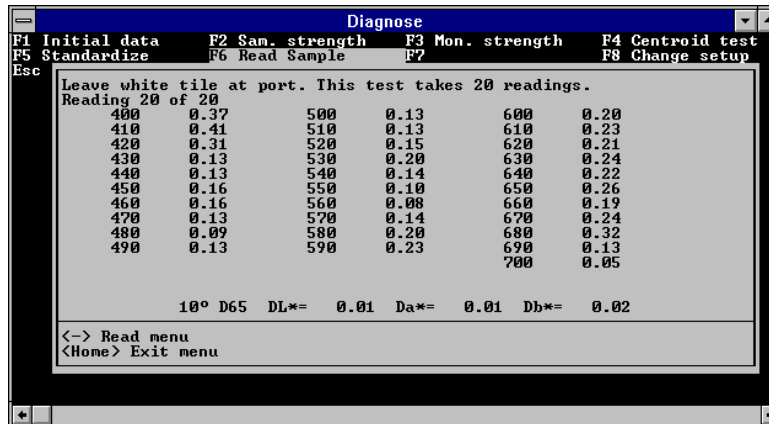 Diagnose
F1 Initial data F2 Sam. strength F3 Mon. strength F4 Centroid test
F5 Standardize F6 Read Sample F7 F8 Change setup
Esc
Leave white tile at port. This test takes 20 readings.
Reading 20 of 20
400 0.37 500 0.13 600 0.20
410 0.41 510 0.13 610 0.23
420 0.31 520 0.15 620 0.21
430 0.13 530 0.20 630 0.24
440 0.13 540 0.14 640 0.22
450 0.16 550 0.10 650 0.26
460 0.16 560 0.08 660 0.19
470 0.13 570 0.14 670 0.24
480 0.09 580 0.20 680 0.32
490 0.13 590 0.23 690 0.13
700 0.05
10º D65 DL*= 0.01 Da*= 0.01 Db*= 0.02
<-> Read menu
<Home> Exit menu